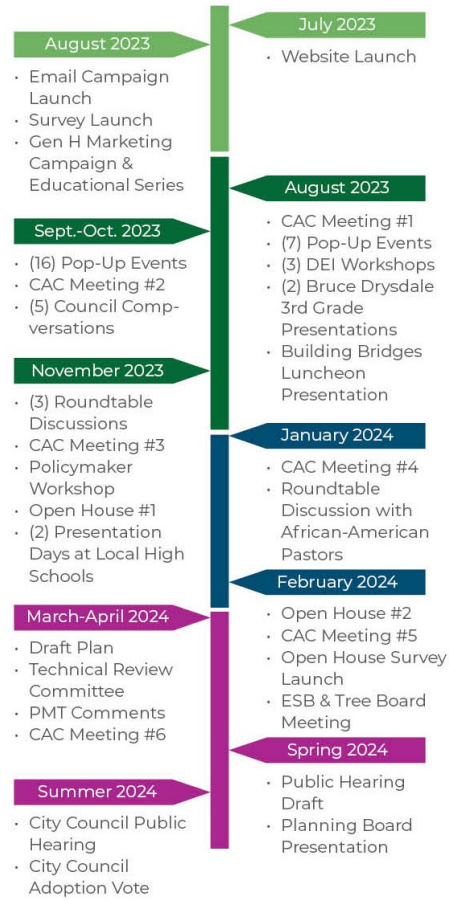 July 2023
• Website Launch
August 2023
• Email Campaign
Launch
• Survey Launch
• Gen H Marketing
Campaign &
Educational Series
August 2023
• CAC Meeting #1
• (7) Pop-Up Events
• (3) DEI Workshops
• (2) Bruce Drysdale
3rd Grade
Presentations
• Building Bridges
Luncheon
Presentation
Sept.-Oct. 2023
• (16) Pop-Up Events
• CAC Meeting #2
• (5) Council Comp-
versations
November 2023
• (3) Roundtable
Discussions
• CAC Meeting #3
• Policymaker
Workshop
• Open House #1
• (2) Presentation
Days at Local High
Schools
January 2024
• CAC Meeting #4
• Roundtable
Discussion with
African-American
Pastors
February 2024
• Open House #2
• CAC Meeting #5
• Open House Survey
Launch
• ESB & Tree Board
Meeting
March-April 2024
• Draft Plan
• Technical Review
Committee
• PMT Comments
• CAC Meeting #6
Spring 2024
• Public Hearing
Draft
• Planning Board
Presentation
Summer 2024
• City Council Public
Hearing
• City Council
Adoption Vote